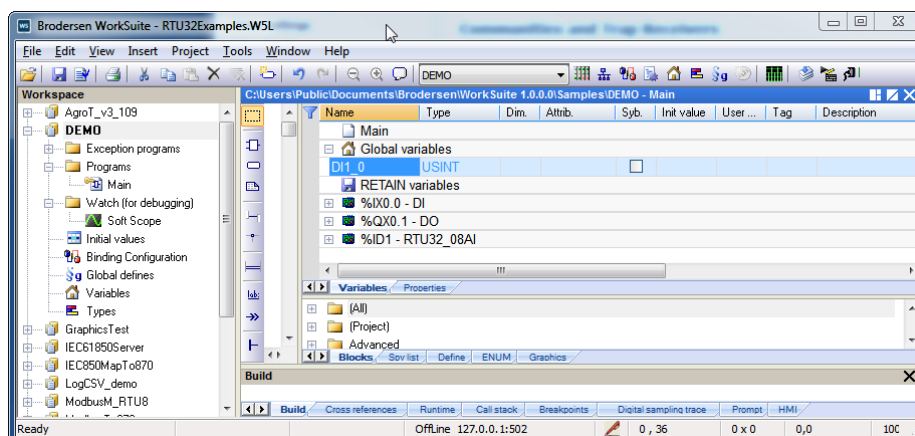 Brodersen WorkSuite - RTU32Examples.W5L
Communities and Trap Receivers
File Edit View Insert Project Tools Window Help
DEMO
Workspace
C:\Users\Public\Documents\Brodersen\WorkSuite 1.0.0.0\Samples\DEMO - Main
AgroT_v3_109
DEMO
Exception programs
Programs
Main
Watch (for debugging)
Soft Scope
Initial values
Binding Configuration
Global defines
Variables
Types
GraphicsTest
IEC61850Server
IEC850MapTo870
LogCSV_demo
ModbusM_RTU8
Name Type Dim. Attrib. Syb. Init value User ... Tag Description
Main
Global variables
DI1_0 USINT
RETAIN variables
%IX0.0 - DI
%QX0.1 - DO
%ID1 - RTU32_08AI
Variables Properties
(All)
(Project)
Advanced
Blocks Spy list Define ENUM Graphics
Build
Build Cross references Runtime Call stack Breakpoints Digital sampling trace Prompt HMI
Ready OffLine 127.0.0.1:502 0 , 36 0 x 0 0,0 100